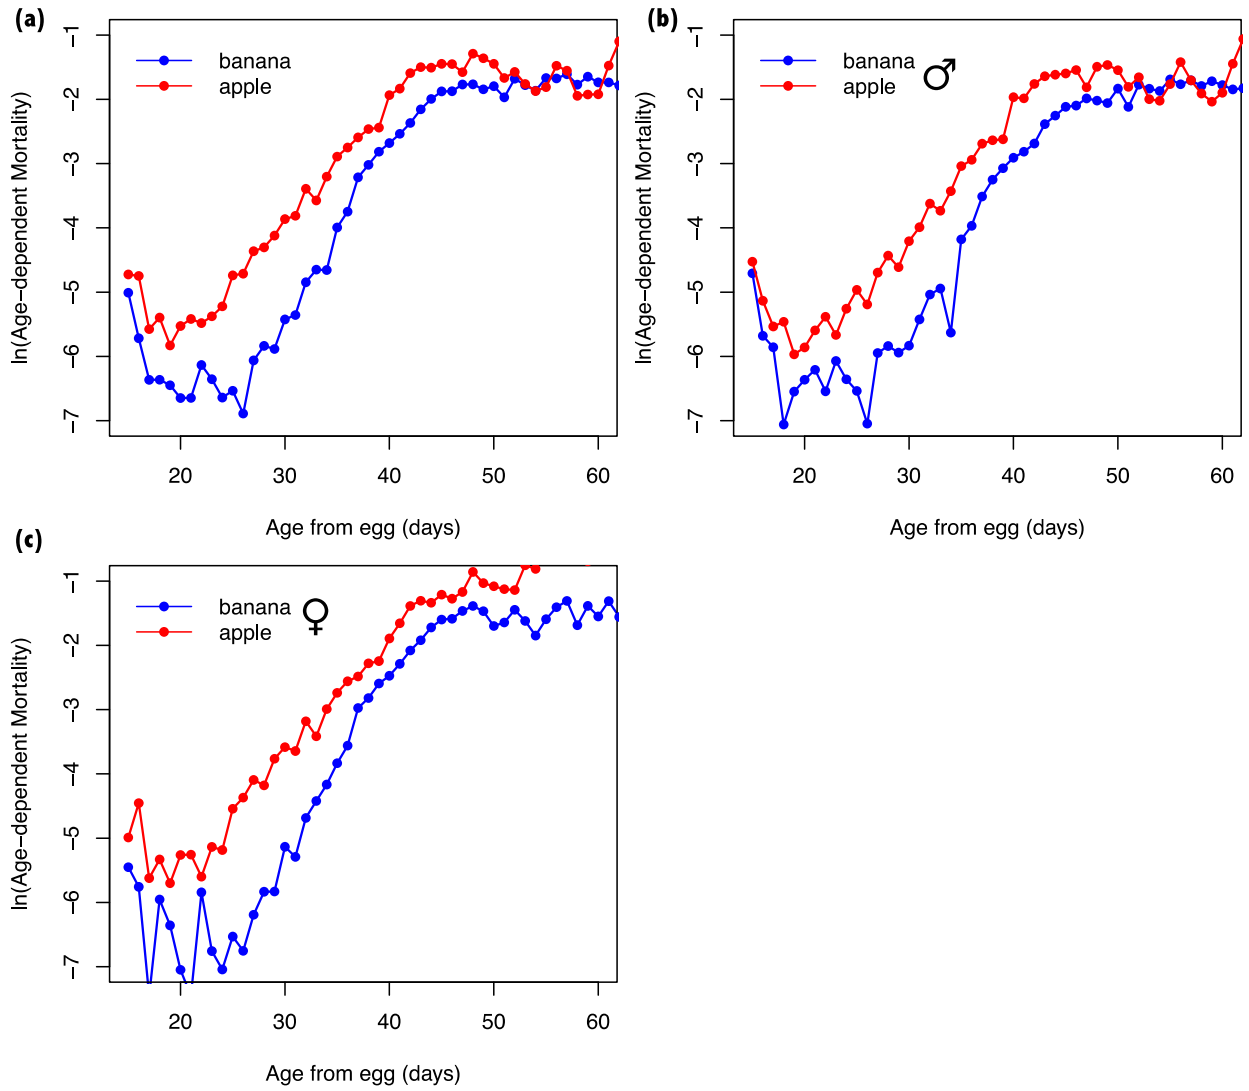 (a)
banana
apple
ln(Age−dependent Mortality)
−1
−2
−3
−4
−5
−6
−7
20 30 40 50 60
Age from egg (days)
(b)
banana
apple
♂
ln(Age−dependent Mortality)
−1
−2
−3
−4
−5
−6
−7
20 30 40 50 60
Age from egg (days)
(c)
banana
apple
♀
ln(Age−dependent Mortality)
−1
−2
−3
−4
−5
−6
−7
20 30 40 50 60
Age from egg (days)